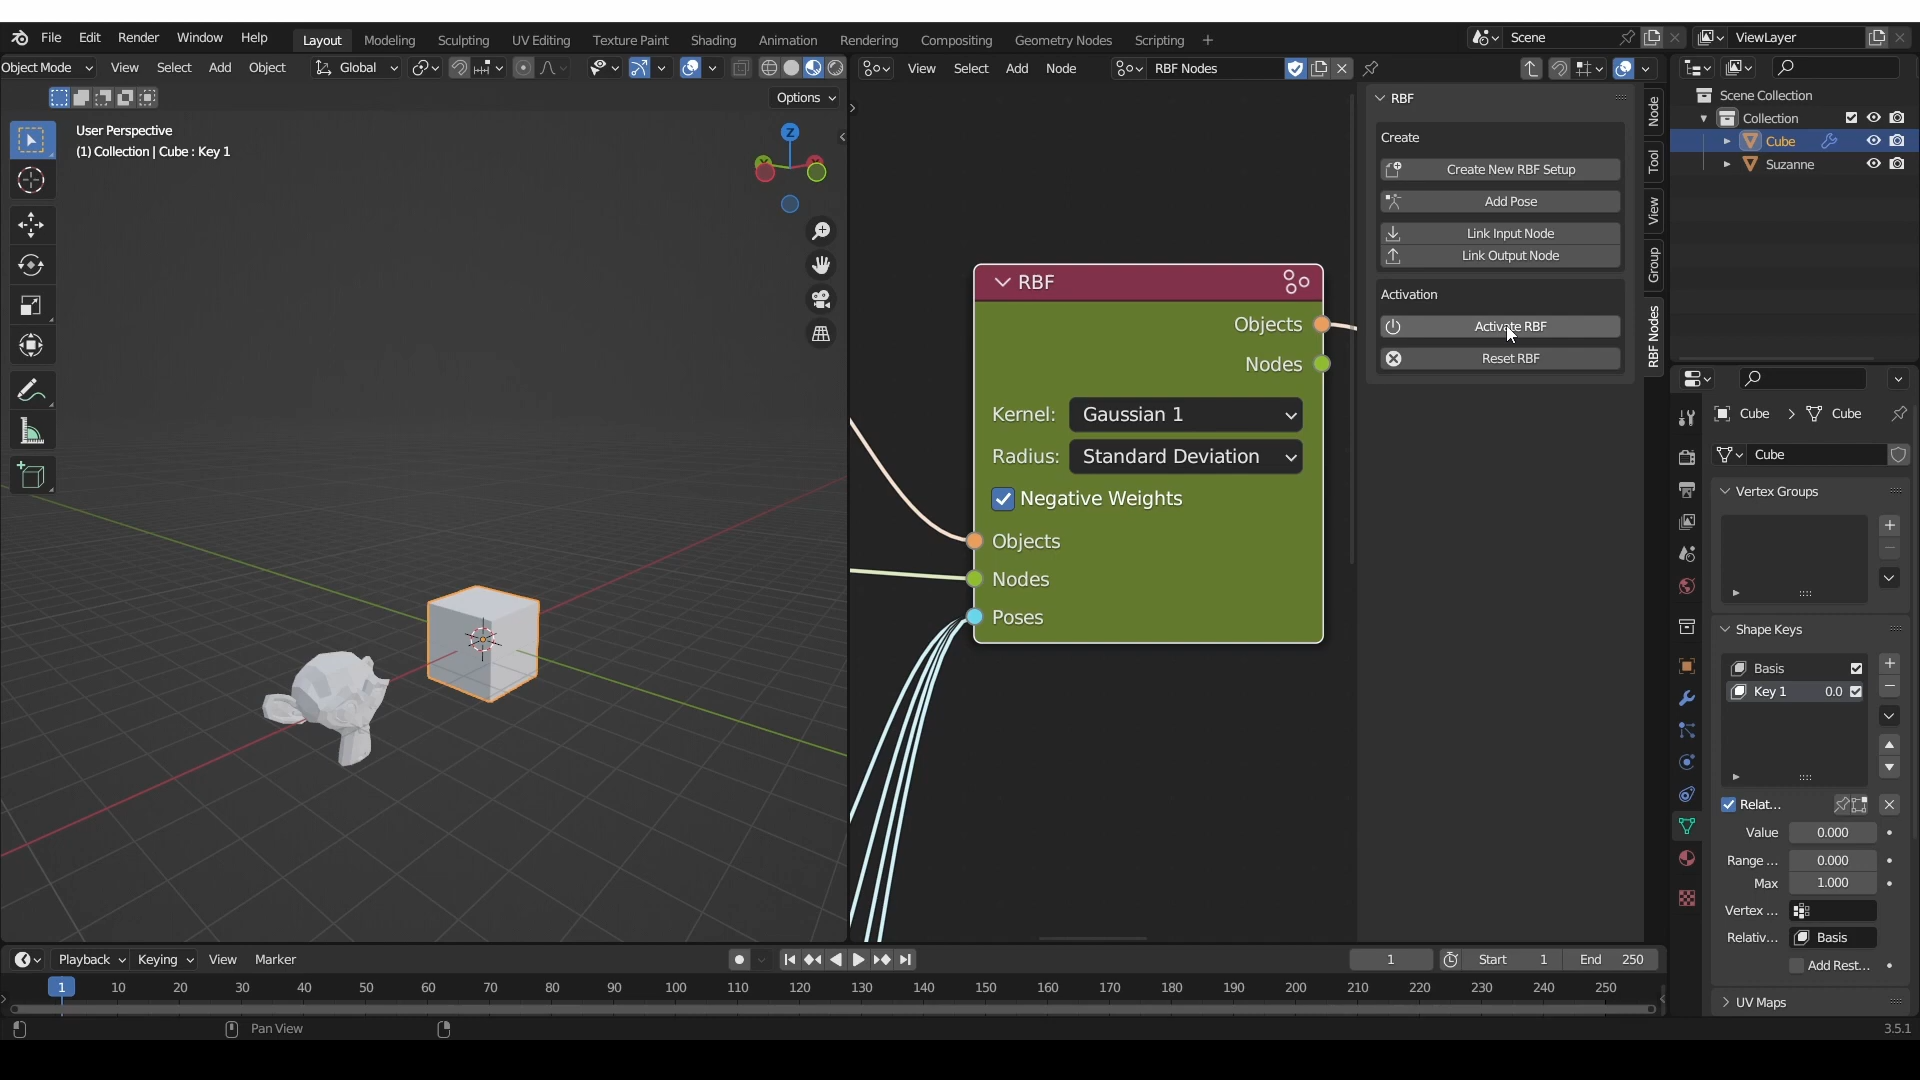 File Edit Render Window Help Layout Modeling Sculpting UV Editing Texture Paint Shading Animation Rendering Compositing Geometry Nodes Scripting + Scene ViewLayer
Object Mode View Select Add Object Global View Select Add Node RBF Nodes
Options
User Perspective
(1) Collection | Cube : Key 1
Z
RBF
Objects
Nodes
Kernel: Gaussian 1
Radius: Standard Deviation
Negative Weights
Objects
Nodes
Poses
RBF
Create
Create New RBF Setup
Add Pose
Link Input Node
Link Output Node
Activation
Activate RBF
Reset RBF
Node
Tool
View
Group
RBF Nodes
Scene Collection
Collection
Cube
Suzanne
Cube > Cube
Cube
Vertex Groups
Shape Keys
Basis
Key 1 0.0
Relat...
Value 0.000
Range ... 0.000
Max 1.000
Vertex ...
Relativ... Basis
Add Rest...
UV Maps
Playback Keying View Marker 1 Start 1 End 250
1 10 20 30 40 50 60 70 80 90 100 110 120 130 140 150 160 170 180 190 200 210 220 230 240 250
Pan View 3.5.1